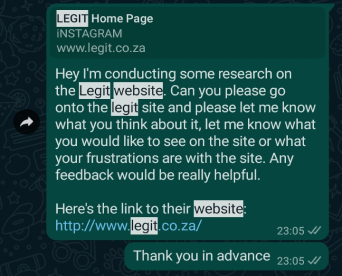 LEGIT Home Page
iNSTAGRAM
www.legit.co.za
Hey I'm conducting some research on
the Legit website. Can you please go
onto the legit site and please let me know
what you think about it, let me know what
you would like to see on the site or what
your frustrations are with the site. Any
feedback would be really helpful.
Here's the link to their website:
http://www.legit.co.za/
23:05
Thank you in advance 23:05